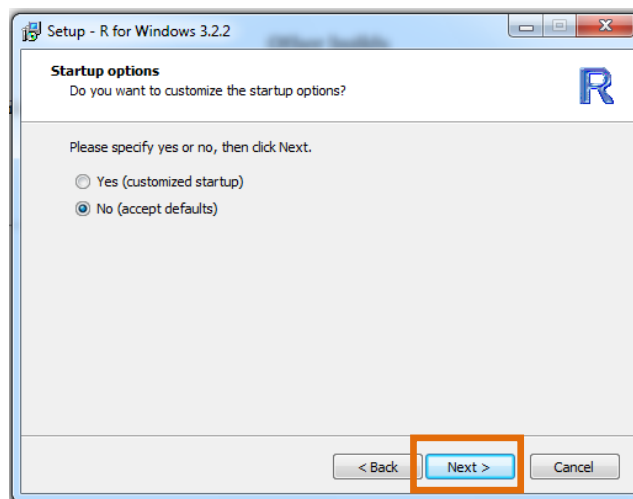 Setup - R for Windows 3.2.2
Startup options
Do you want to customize the startup options?
R
Please specify yes or no, then click Next.
Yes (customized startup)
No (accept defaults)
< Back
Next >
Cancel